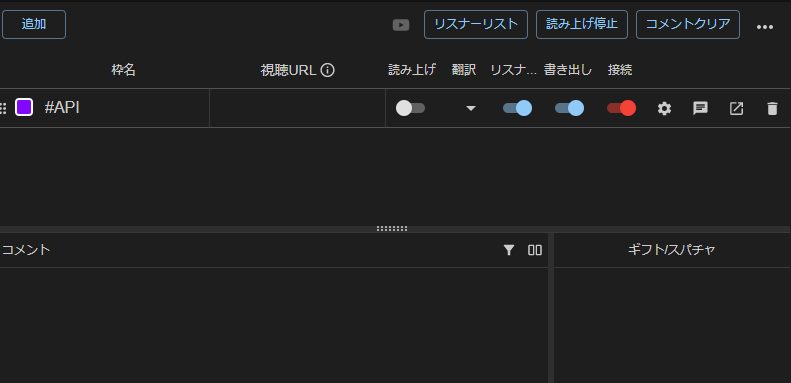 追加 リスナーリスト 読み上げ停止 コメントクリア
枠名 視聴URL 読み上げ 翻訳 リスナ... 書き出し 接続
#API
コメント ギフト/スパチャ